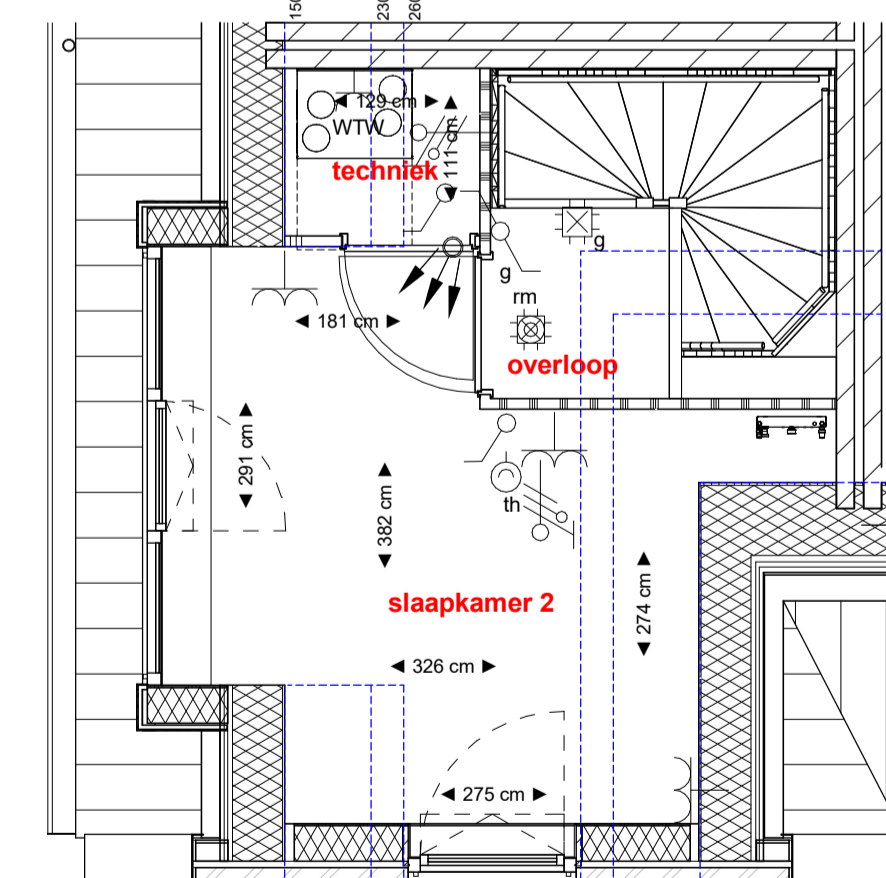 150
230
260
129 cm
WTW
111 cm
techniek
g
g
rm
181 cm
overloop
291 cm
382 cm
th
274 cm
slaapkamer 2
326 cm
275 cm